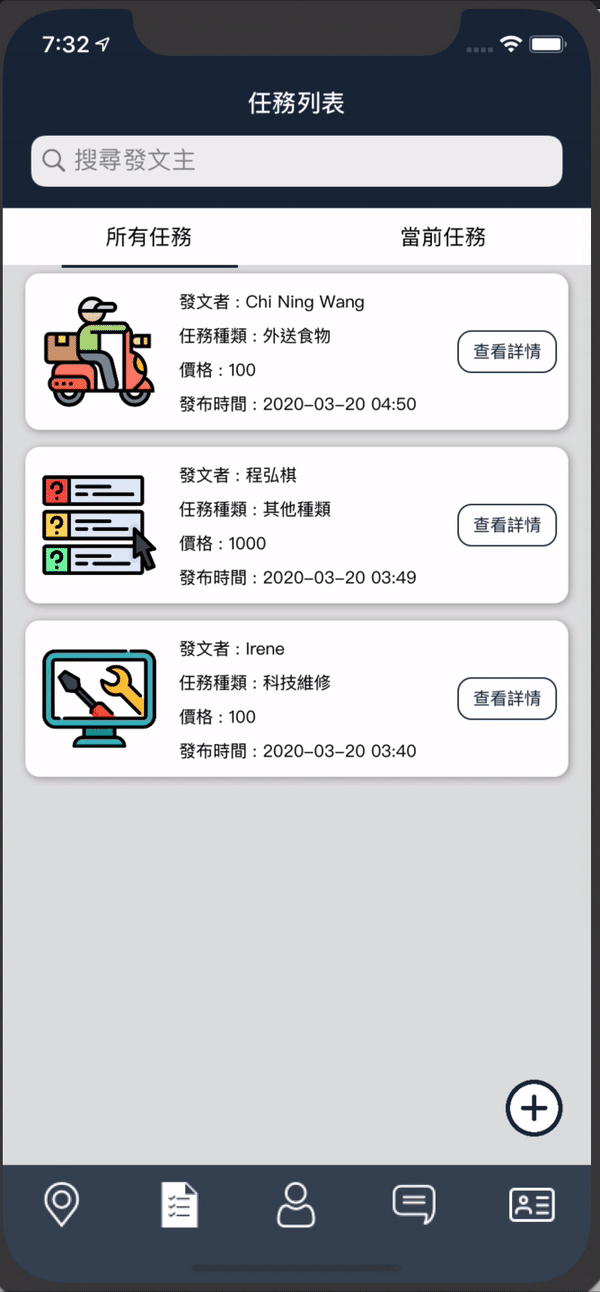 7:32
任務列表
搜尋發文主
所有任務
當前任務
發文者 : Chi Ning Wang
任務種類 : 外送食物
價格 : 100
發布時間 : 2020-03-20 04:50
查看詳情
發文者 : 程弘棋
任務種類 : 其他種類
價格 : 1000
發布時間 : 2020-03-20 03:49
查看詳情
發文者 : Irene
任務種類 : 科技維修
價格 : 100
發布時間 : 2020-03-20 03:40
查看詳情